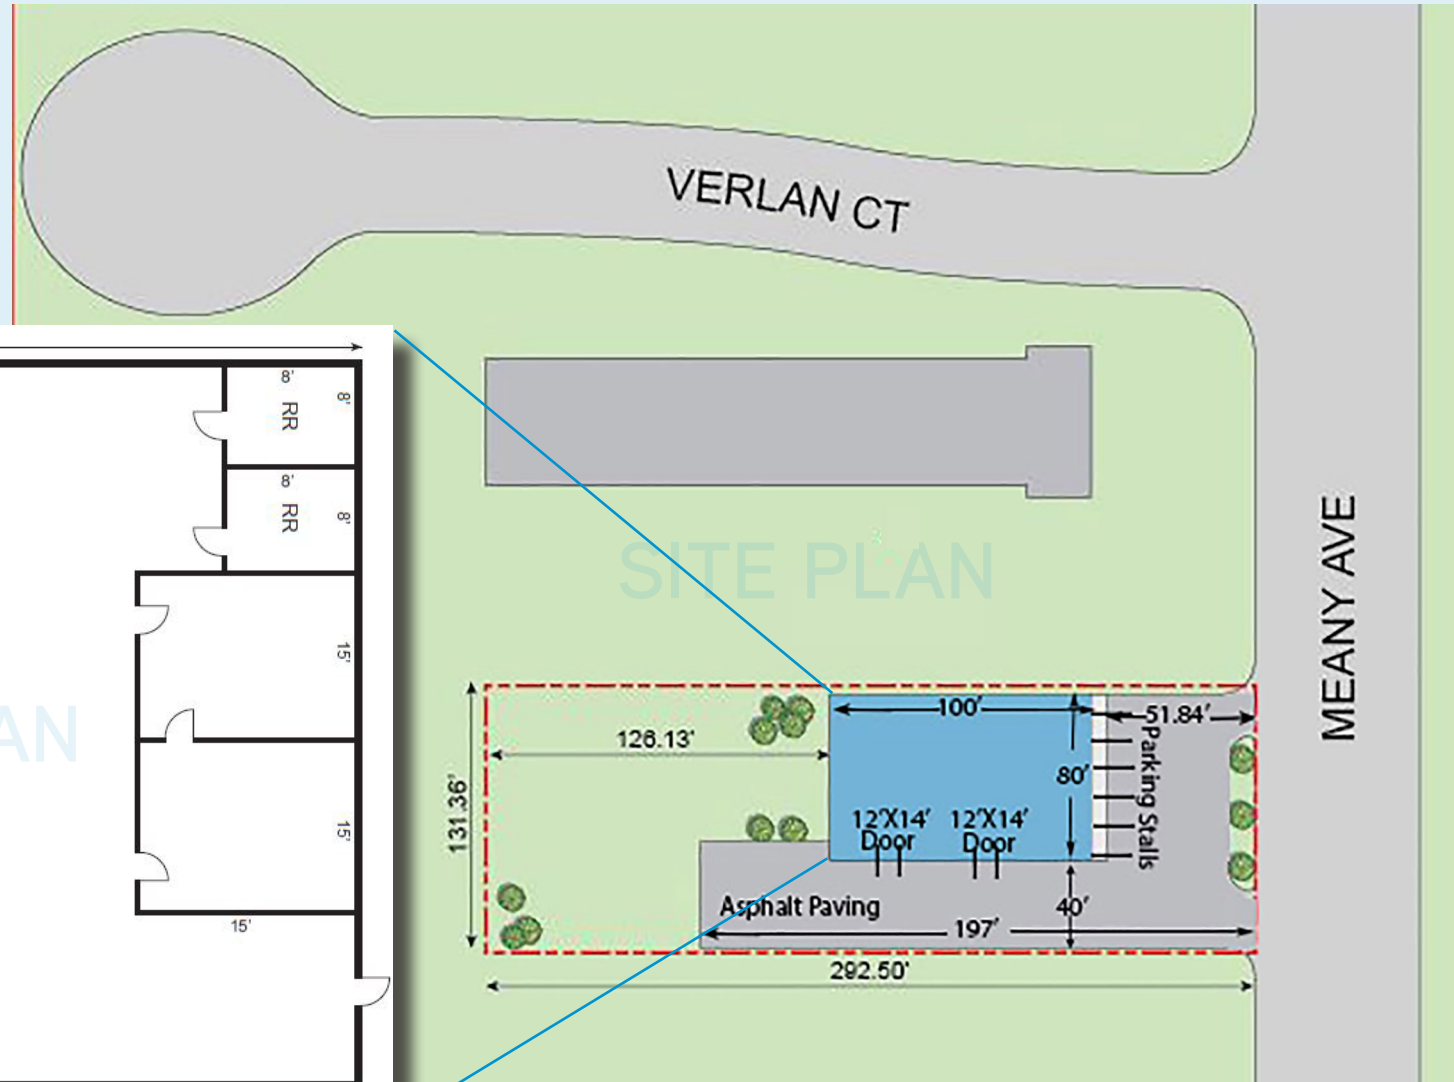 VERLAN CT
MEANY AVE
8'
8'
RR
8'
8'
RR
15'
15'
15'
AN
SITE PLAN
126.13'
131.36'
100'
51.84'
80'
Parking Stalls
12'X14'
Door
12'X14'
Door
Asphalt Paving
40'
197'
292.50'